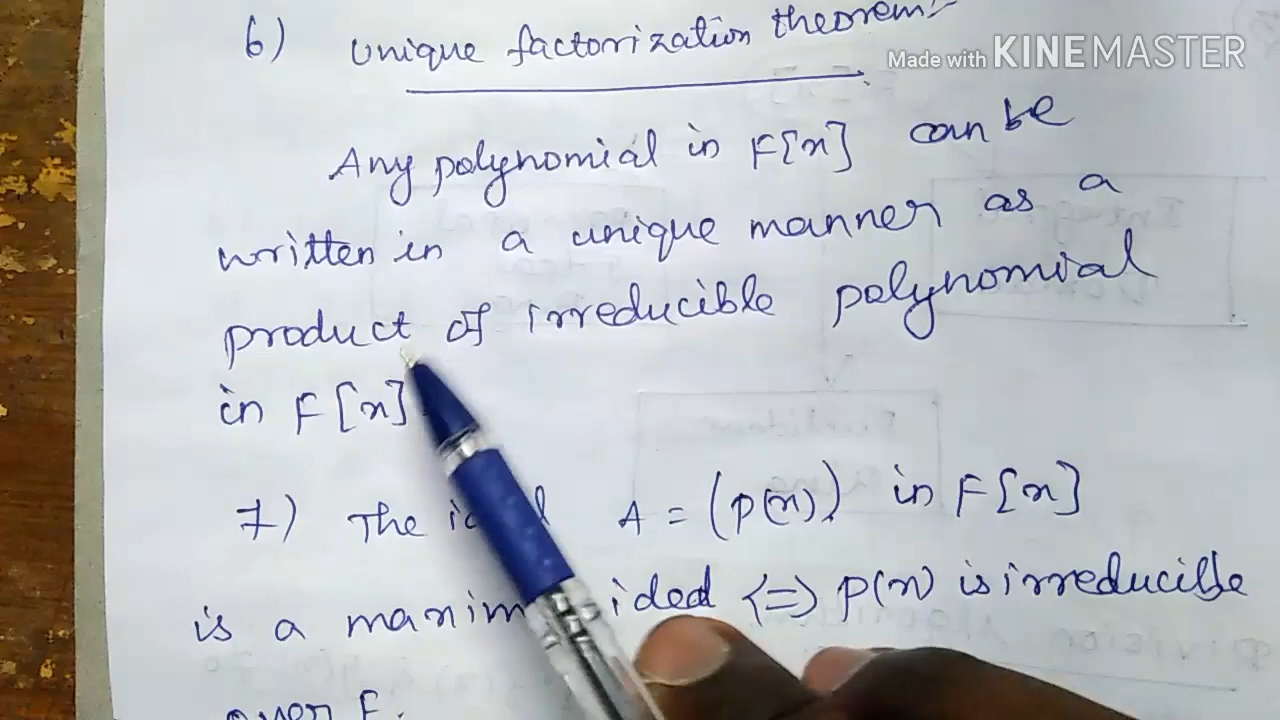 6) Unique factorization theorem:-
Made with KINEMASTER
Any polynomial in F[x] can be
written in a unique manner as a
product of irreducible polynomial
in F[x]
7) The A = (p(x)) in F[x]
is a ideal <=> p(x) is irreducible
over F.